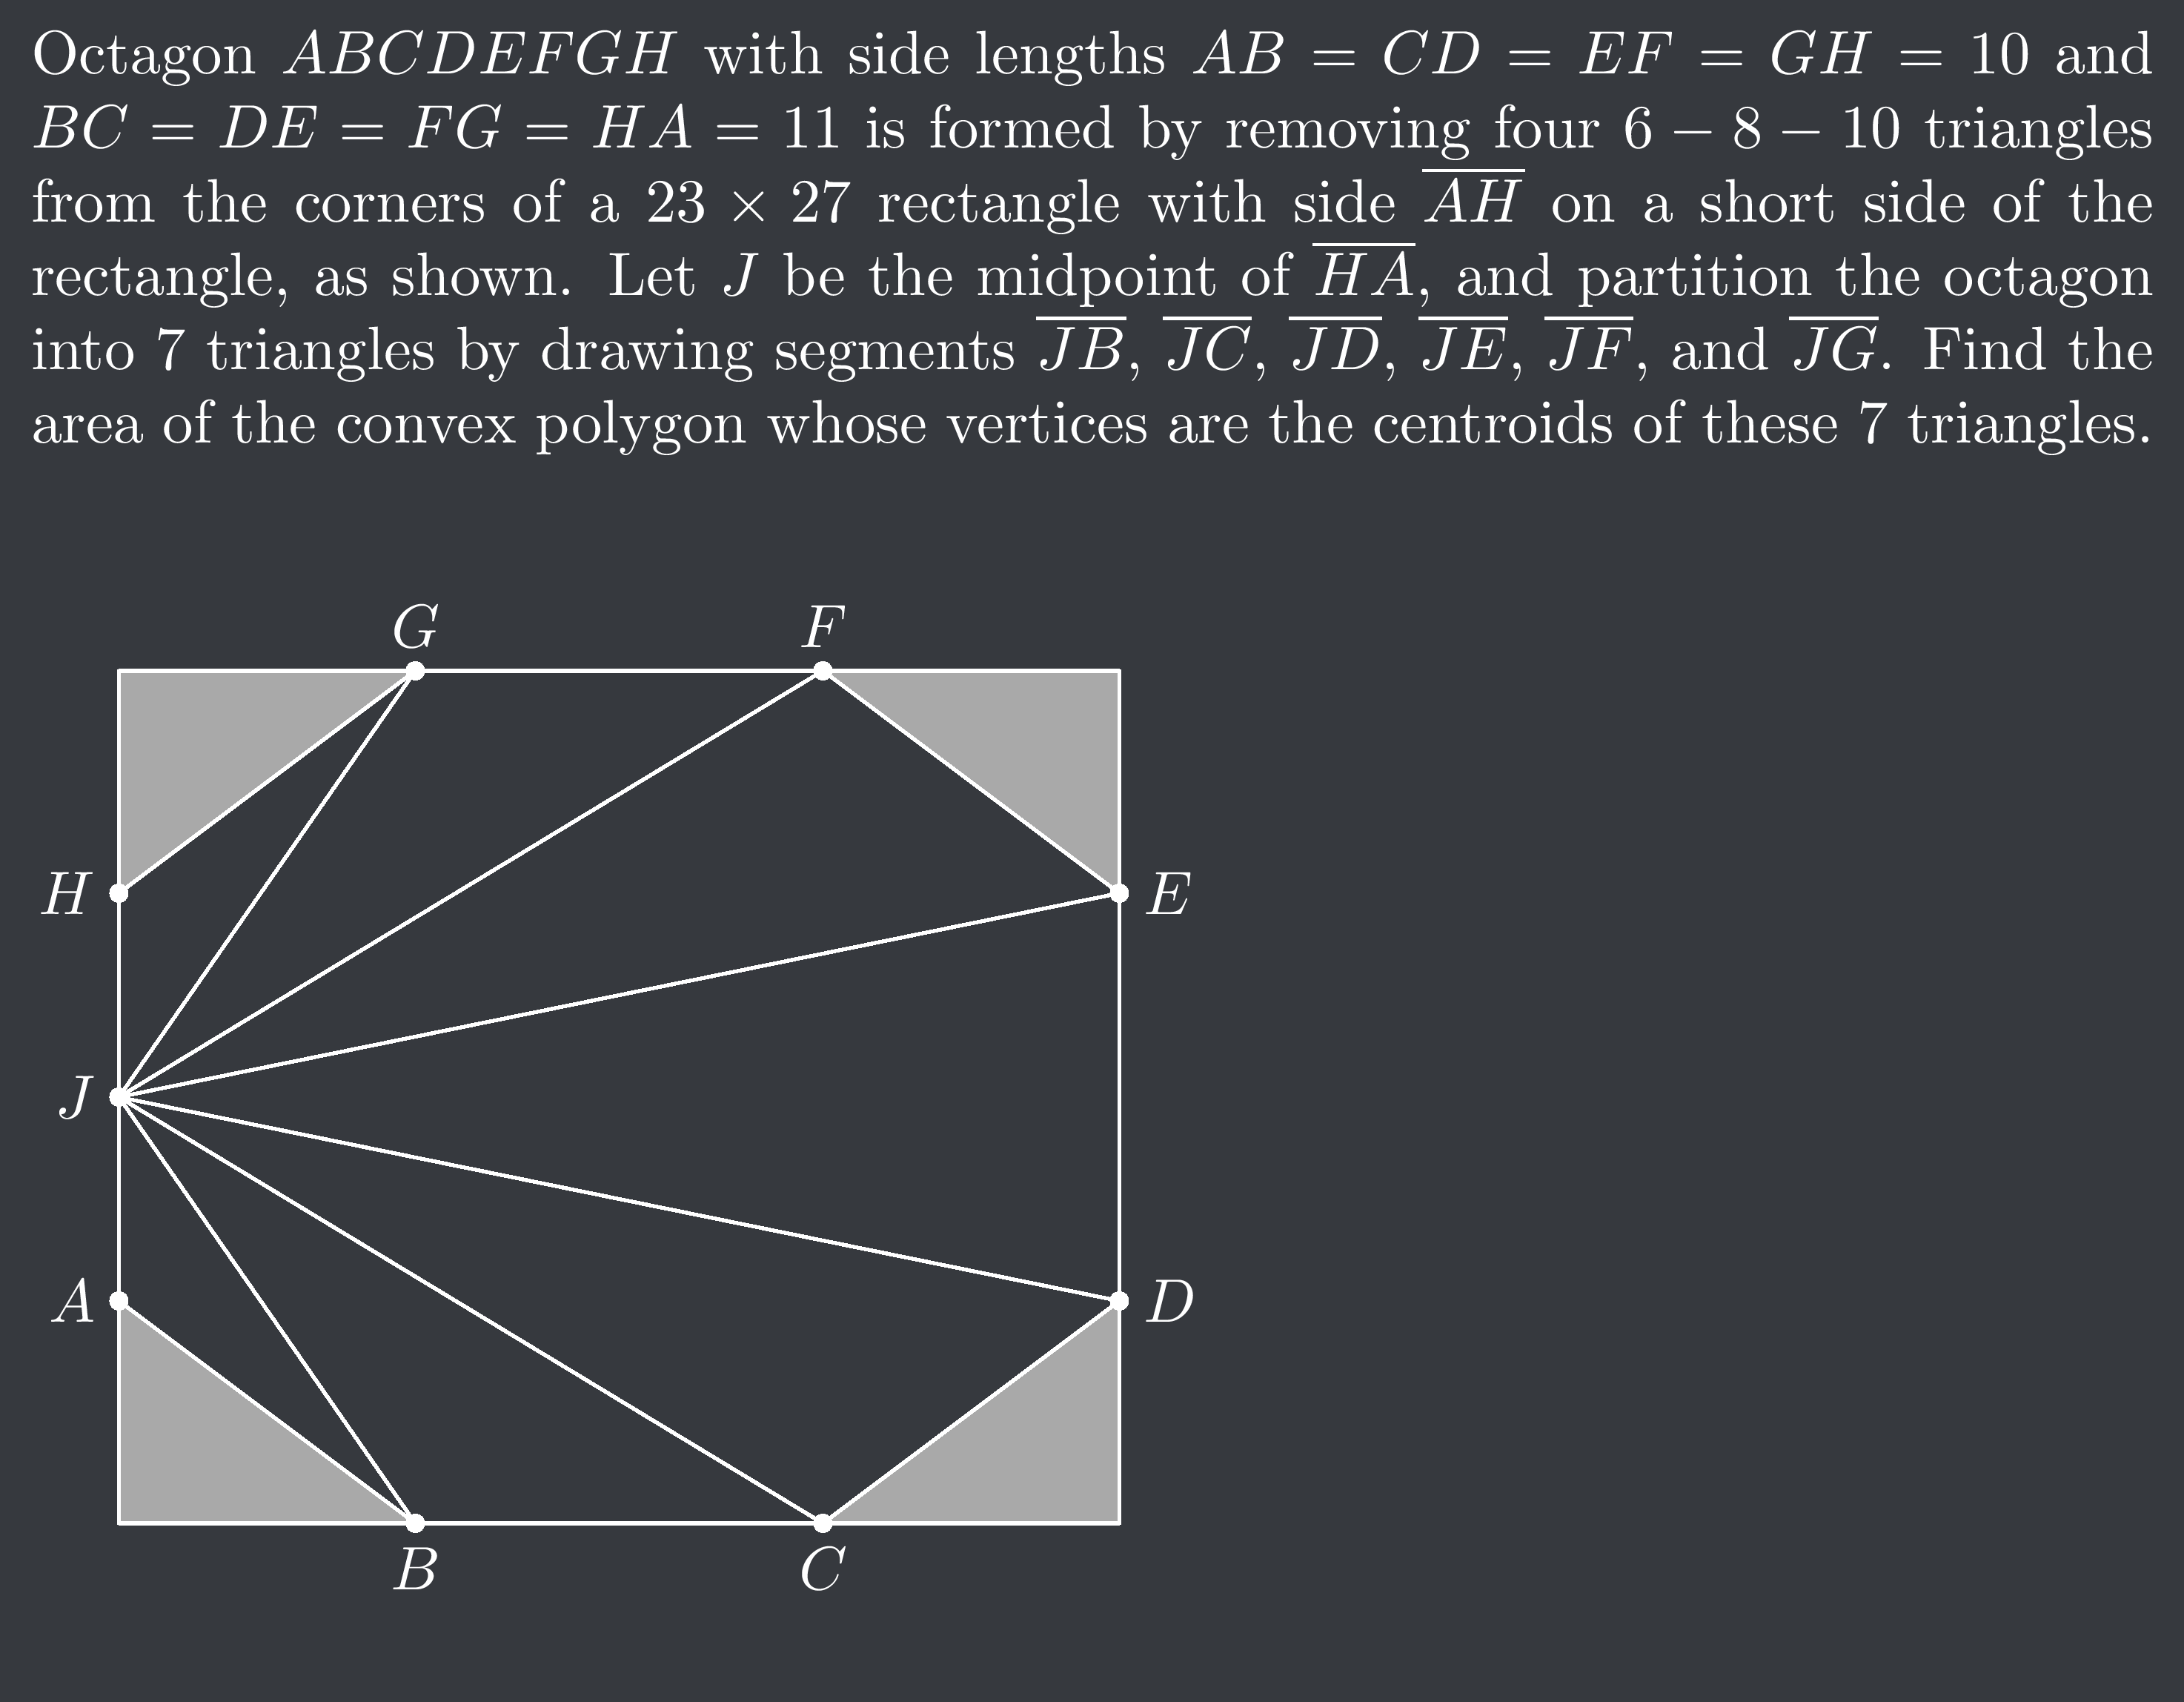 Octagon ABCDEFGH with side lengths AB = CD = EF = GH = 10 and
BC = DE = FG = HA = 11 is formed by removing four 6 − 8 − 10 triangles
from the corners of a 23 × 27 rectangle with side \overline{AH} on a short side of the
rectangle, as shown. Let J be the midpoint of \overline{HA}, and partition the octagon
into 7 triangles by drawing segments \overline{JB}, \overline{JC}, \overline{JD}, \overline{JE}, \overline{JF}, and \overline{JG}. Find the
area of the convex polygon whose vertices are the centroids of these 7 triangles.
G F
H E
J
A D
B C